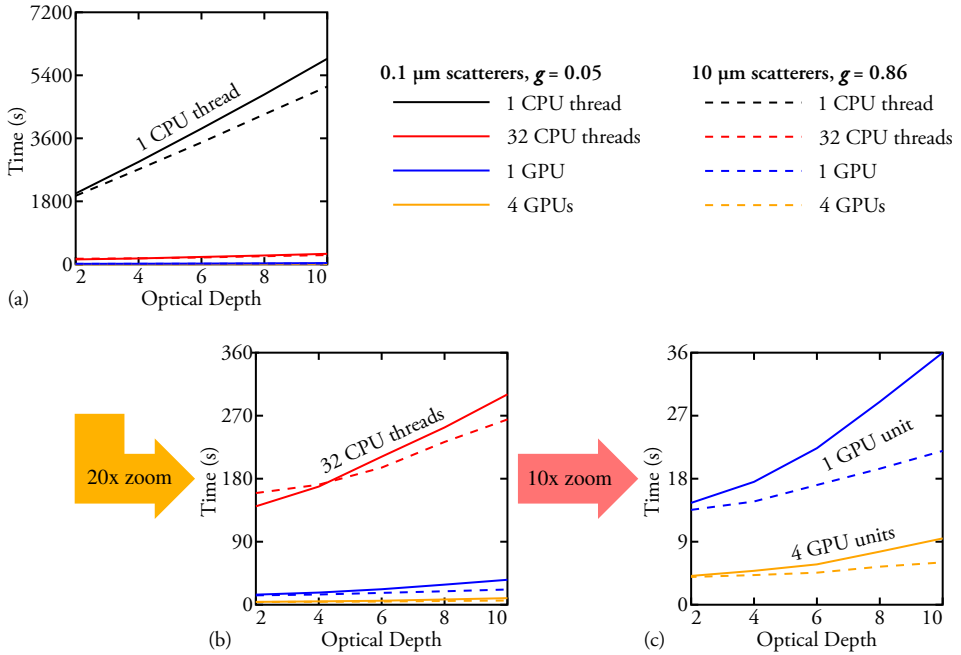 7200
5400
3600
1800
0
Time (s)
1 CPU thread
2 4 6 8 10
Optical Depth
(a)
0.1 µm scatterers, g = 0.05
1 CPU thread
32 CPU threads
1 GPU
4 GPUs
10 µm scatterers, g = 0.86
1 CPU thread
32 CPU threads
1 GPU
4 GPUs
20x zoom
360
270
180
90
0
Time (s)
32 CPU threads
2 4 6 8 10
Optical Depth
(b)
10x zoom
36
27
18
9
0
Time (s)
1 GPU unit
4 GPU units
2 4 6 8 10
Optical Depth
(c)